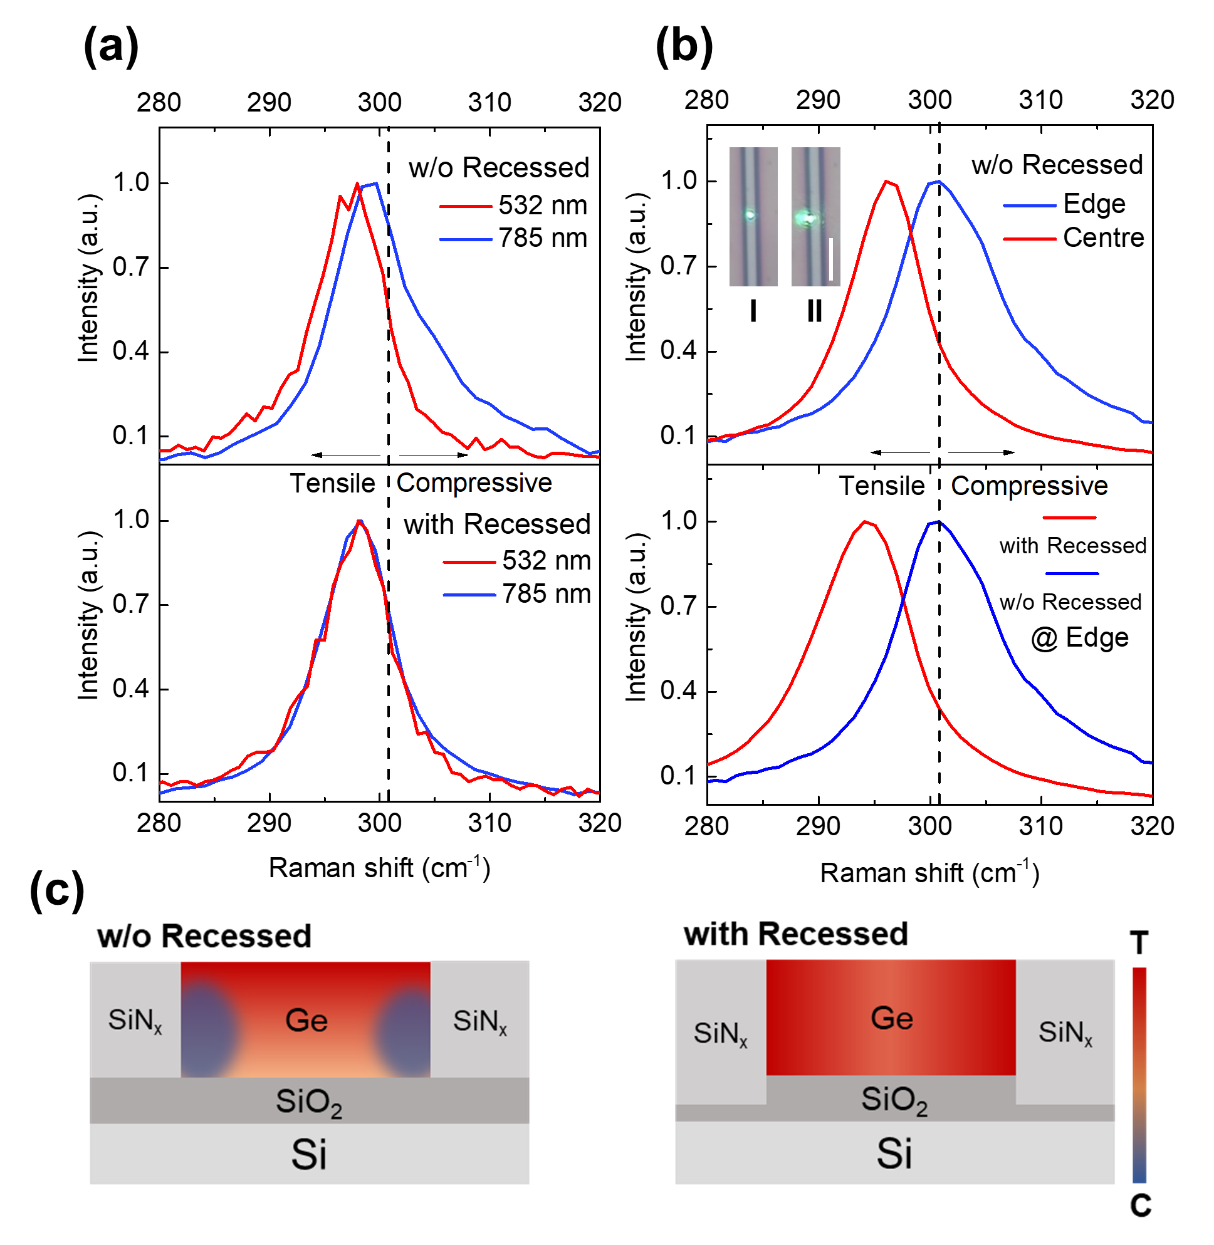 (a)
280 290 300 310 320
w/o Recessed
532 nm
785 nm
1.0
0.7
0.4
0.1
Intensity (a.u.)
Tensile Compressive
with Recessed
532 nm
785 nm
1.0
0.7
0.4
0.1
Intensity (a.u.)
280 290 300 310 320
Raman shift (cm-1)
(b)
280 290 300 310 320
w/o Recessed
Edge
Centre
I II
1.0
0.7
0.4
0.1
Intensity (a.u.)
Tensile Compressive
with Recessed
w/o Recessed
@ Edge
1.0
0.7
0.4
0.1
Intensity (a.u.)
280 290 300 310 320
Raman shift (cm-1)
(c)
w/o Recessed
SiNx Ge SiNx
SiO2
Si
with Recessed
SiNx Ge SiNx
SiO2
Si
T
C